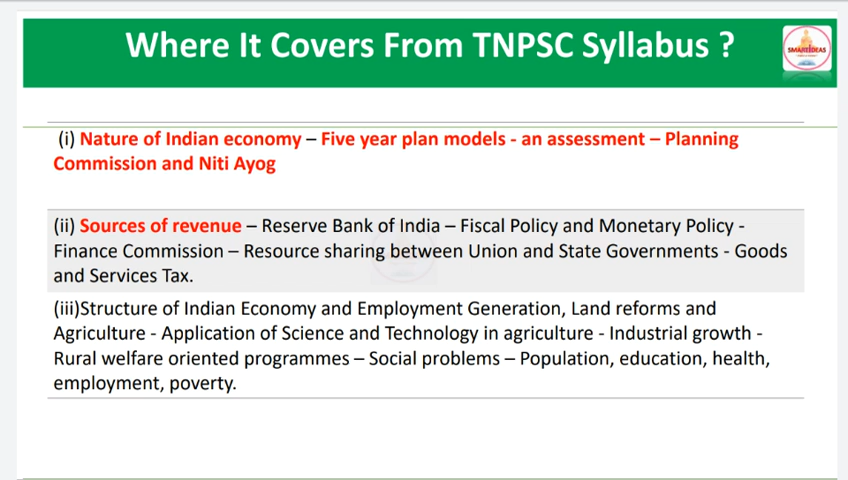 Where It Covers From TNPSC Syllabus ?
SMART IDEAS
(i) Nature of Indian economy – Five year plan models - an assessment – Planning
Commission and Niti Ayog
(ii) Sources of revenue – Reserve Bank of India – Fiscal Policy and Monetary Policy -
Finance Commission – Resource sharing between Union and State Governments - Goods
and Services Tax.
(iii)Structure of Indian Economy and Employment Generation, Land reforms and
Agriculture - Application of Science and Technology in agriculture - Industrial growth -
Rural welfare oriented programmes – Social problems – Population, education, health,
employment, poverty.